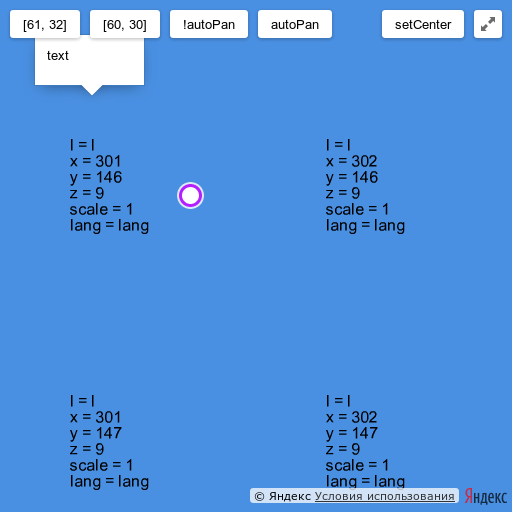 [61, 32] [60, 30] !autoPan autoPan setCenter
text
l = l
x = 301
y = 146
z = 9
scale = 1
lang = lang
l = l
x = 302
y = 146
z = 9
scale = 1
lang = lang
l = l
x = 301
y = 147
z = 9
scale = 1
lang = lang
l = l
x = 302
y = 147
z = 9
scale = 1
lang = lang
© Яндекс Условия использования Яндекс